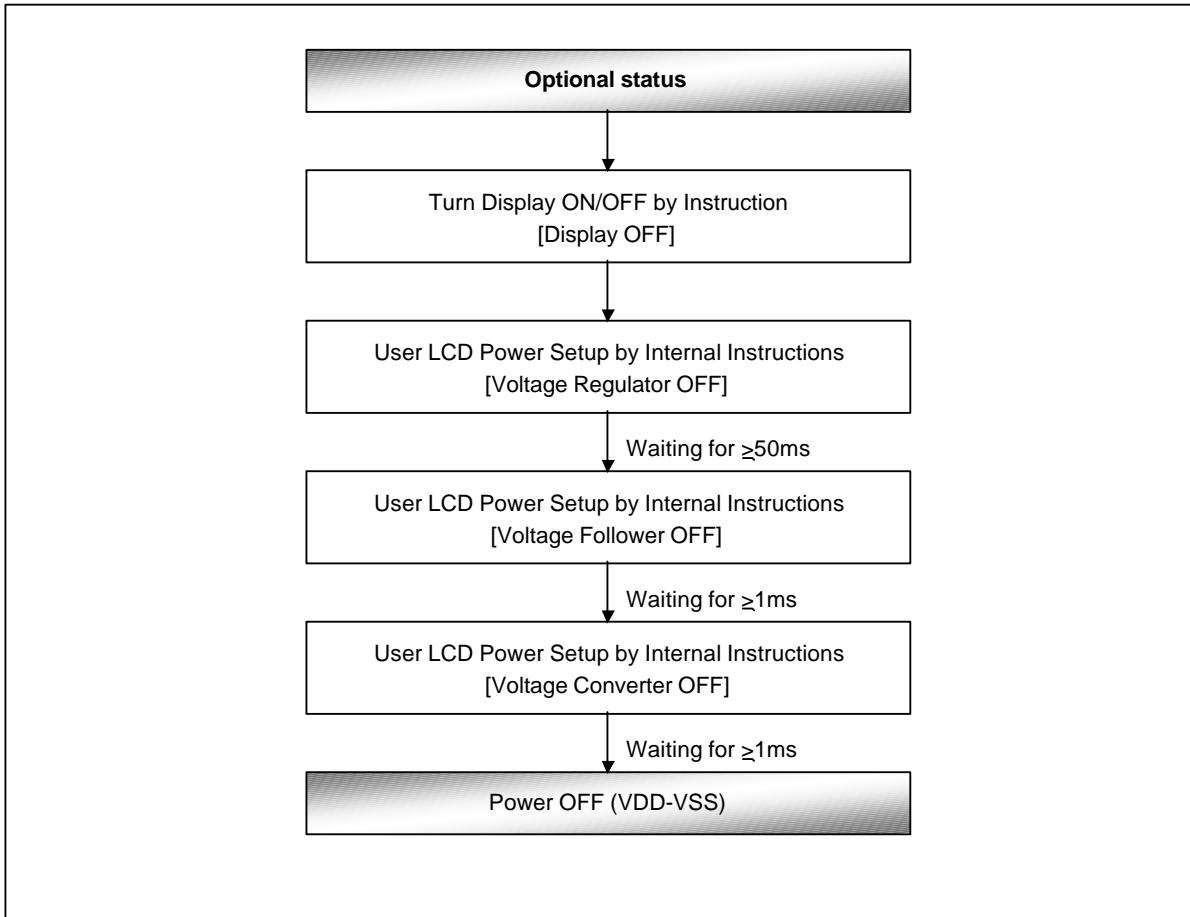 Optional status
Turn Display ON/OFF by Instruction
[Display OFF]
User LCD Power Setup by Internal Instructions
[Voltage Regulator OFF]
Waiting for ≥50ms
User LCD Power Setup by Internal Instructions
[Voltage Follower OFF]
Waiting for ≥1ms
User LCD Power Setup by Internal Instructions
[Voltage Converter OFF]
Waiting for ≥1ms
Power OFF (VDD-VSS)